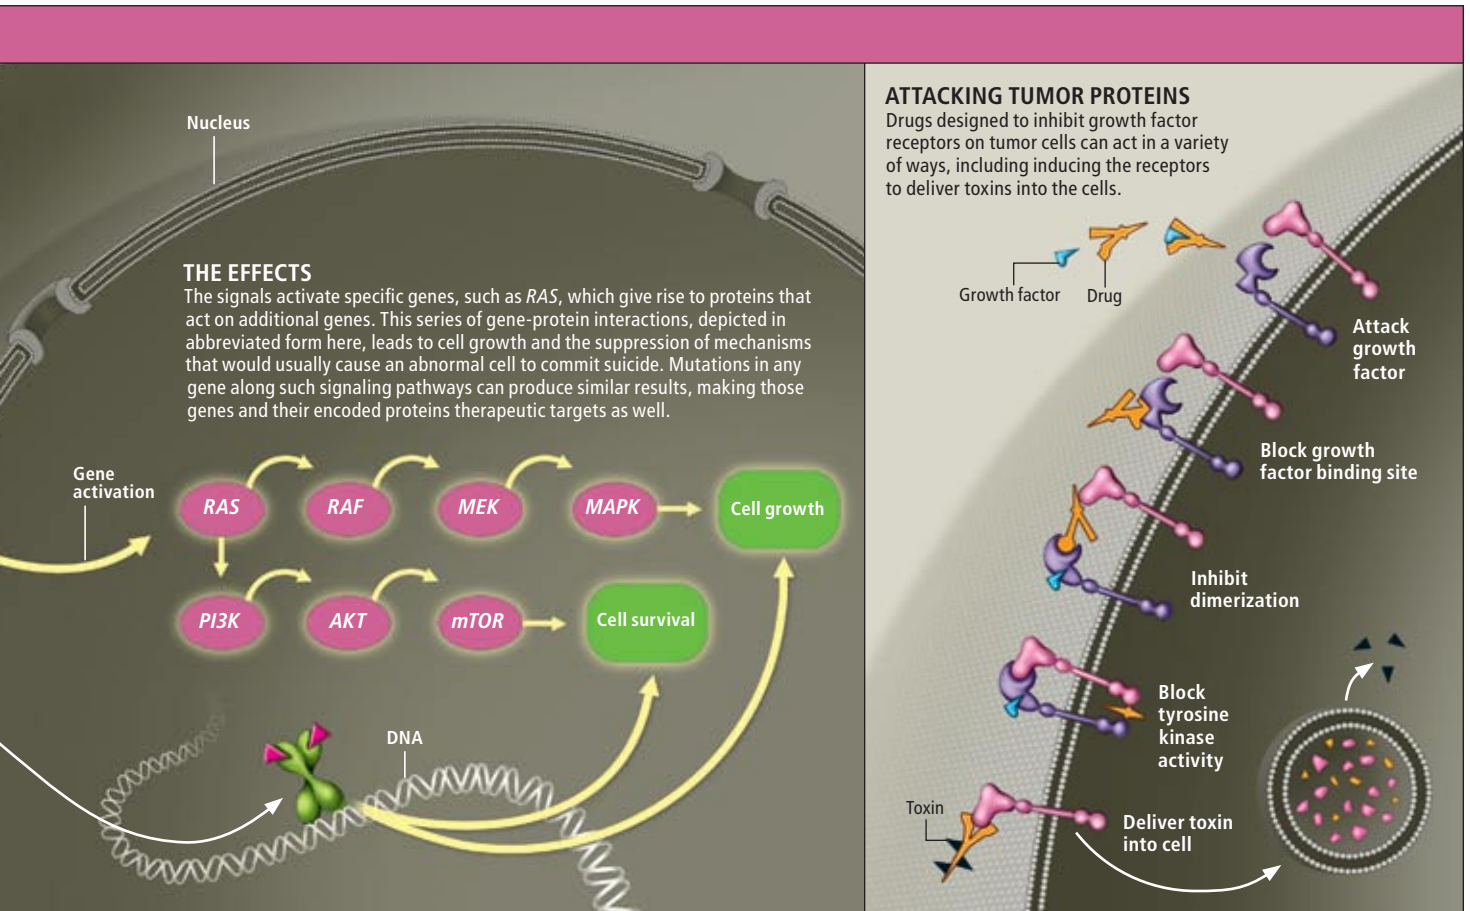 Nucleus
THE EFFECTS
The signals activate specific genes, such as RAS, which give rise to proteins that
act on additional genes. This series of gene-protein interactions, depicted in
abbreviated form here, leads to cell growth and the suppression of mechanisms
that would usually cause an abnormal cell to commit suicide. Mutations in any
gene along such signaling pathways can produce similar results, making those
genes and their encoded proteins therapeutic targets as well.
Gene
activation
RAS
RAF
MEK
MAPK
Cell growth
PI3K
AKT
mTOR
Cell survival
DNA
ATTACKING TUMOR PROTEINS
Drugs designed to inhibit growth factor
receptors on tumor cells can act in a variety
of ways, including inducing the receptors
to deliver toxins into the cells.
Growth factor
Drug
Attack
growth
factor
Block growth
factor binding site
Inhibit
dimerization
Block
tyrosine
kinase
activity
Toxin
Deliver toxin
into cell